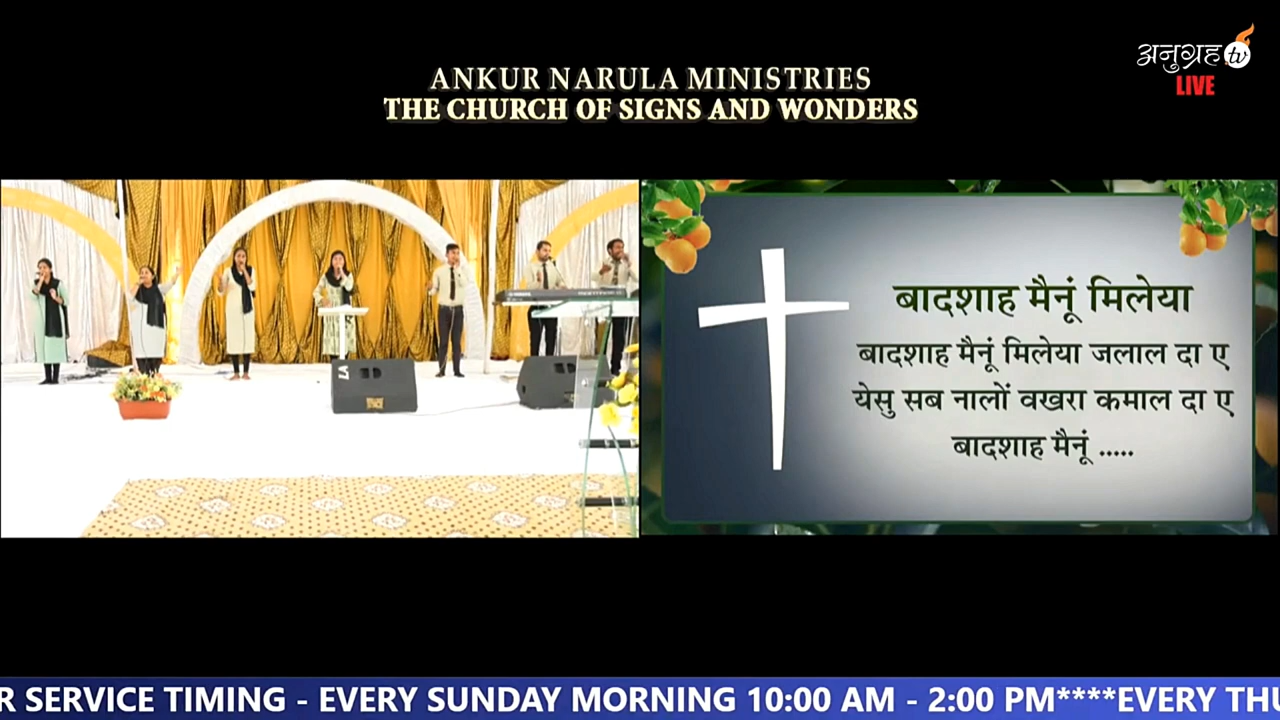 अनुग्रह tv
LIVE
ANKUR NARULA MINISTRIES
THE CHURCH OF SIGNS AND WONDERS
V7
बादशाह मैनूं मिलेया
बादशाह मैनूं मिलेया जलाल दा ए
येसु सब नालों वखरा कमाल दा ए
बादशाह मैनूं .....
R SERVICE TIMING - EVERY SUNDAY MORNING 10:00 AM - 2:00 PM****EVERY THU